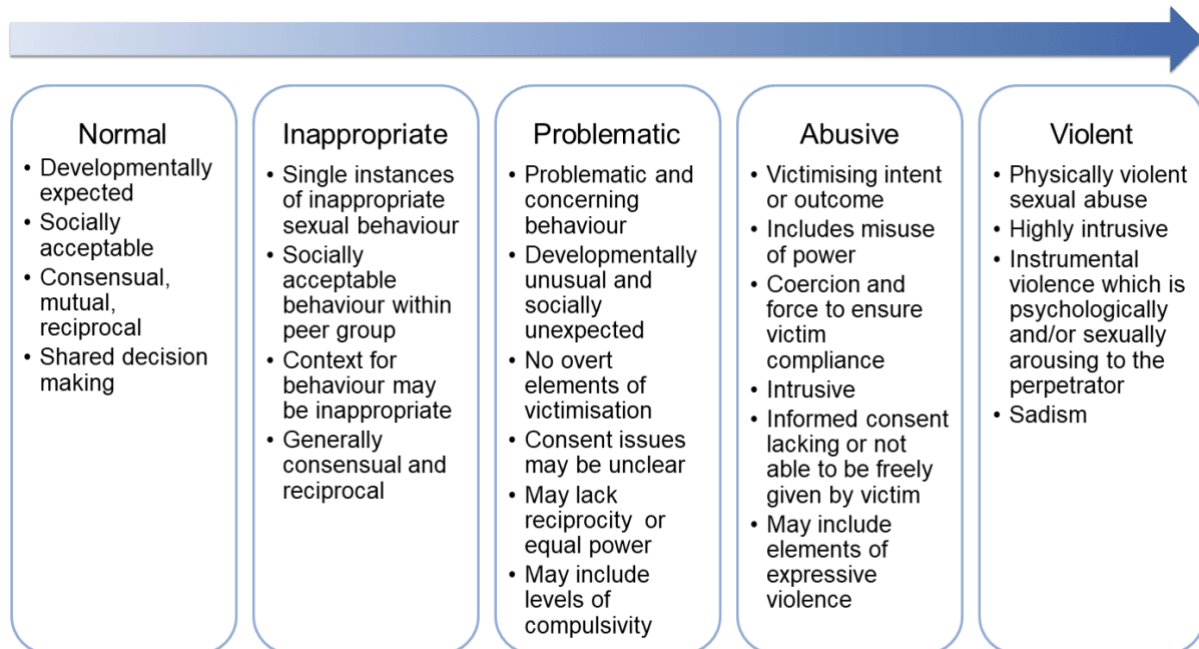 Normal
• Developmentally
expected
• Socially
acceptable
• Consensual,
mutual,
reciprocal
• Shared decision
making
Inappropriate
• Single instances
of inappropriate
sexual behaviour
• Socially
acceptable
behaviour within
peer group
• Context for
behaviour may
be inappropriate
• Generally
consensual and
reciprocal
Problematic
• Problematic and
concerning
behaviour
• Developmentally
unusual and
socially
unexpected
• No overt
elements of
victimisation
• Consent issues
may be unclear
• May lack
reciprocity or
equal power
• May include
levels of
compulsivity
Abusive
• Victimising intent
or outcome
• Includes misuse
of power
• Coercion and
force to ensure
victim
compliance
• Intrusive
• Informed consent
lacking or not
able to be freely
given by victim
• May include
elements of
expressive
violence
Violent
• Physically violent
sexual abuse
• Highly intrusive
• Instrumental
violence which is
psychologically
and/or sexually
arousing to the
perpetrator
• Sadism